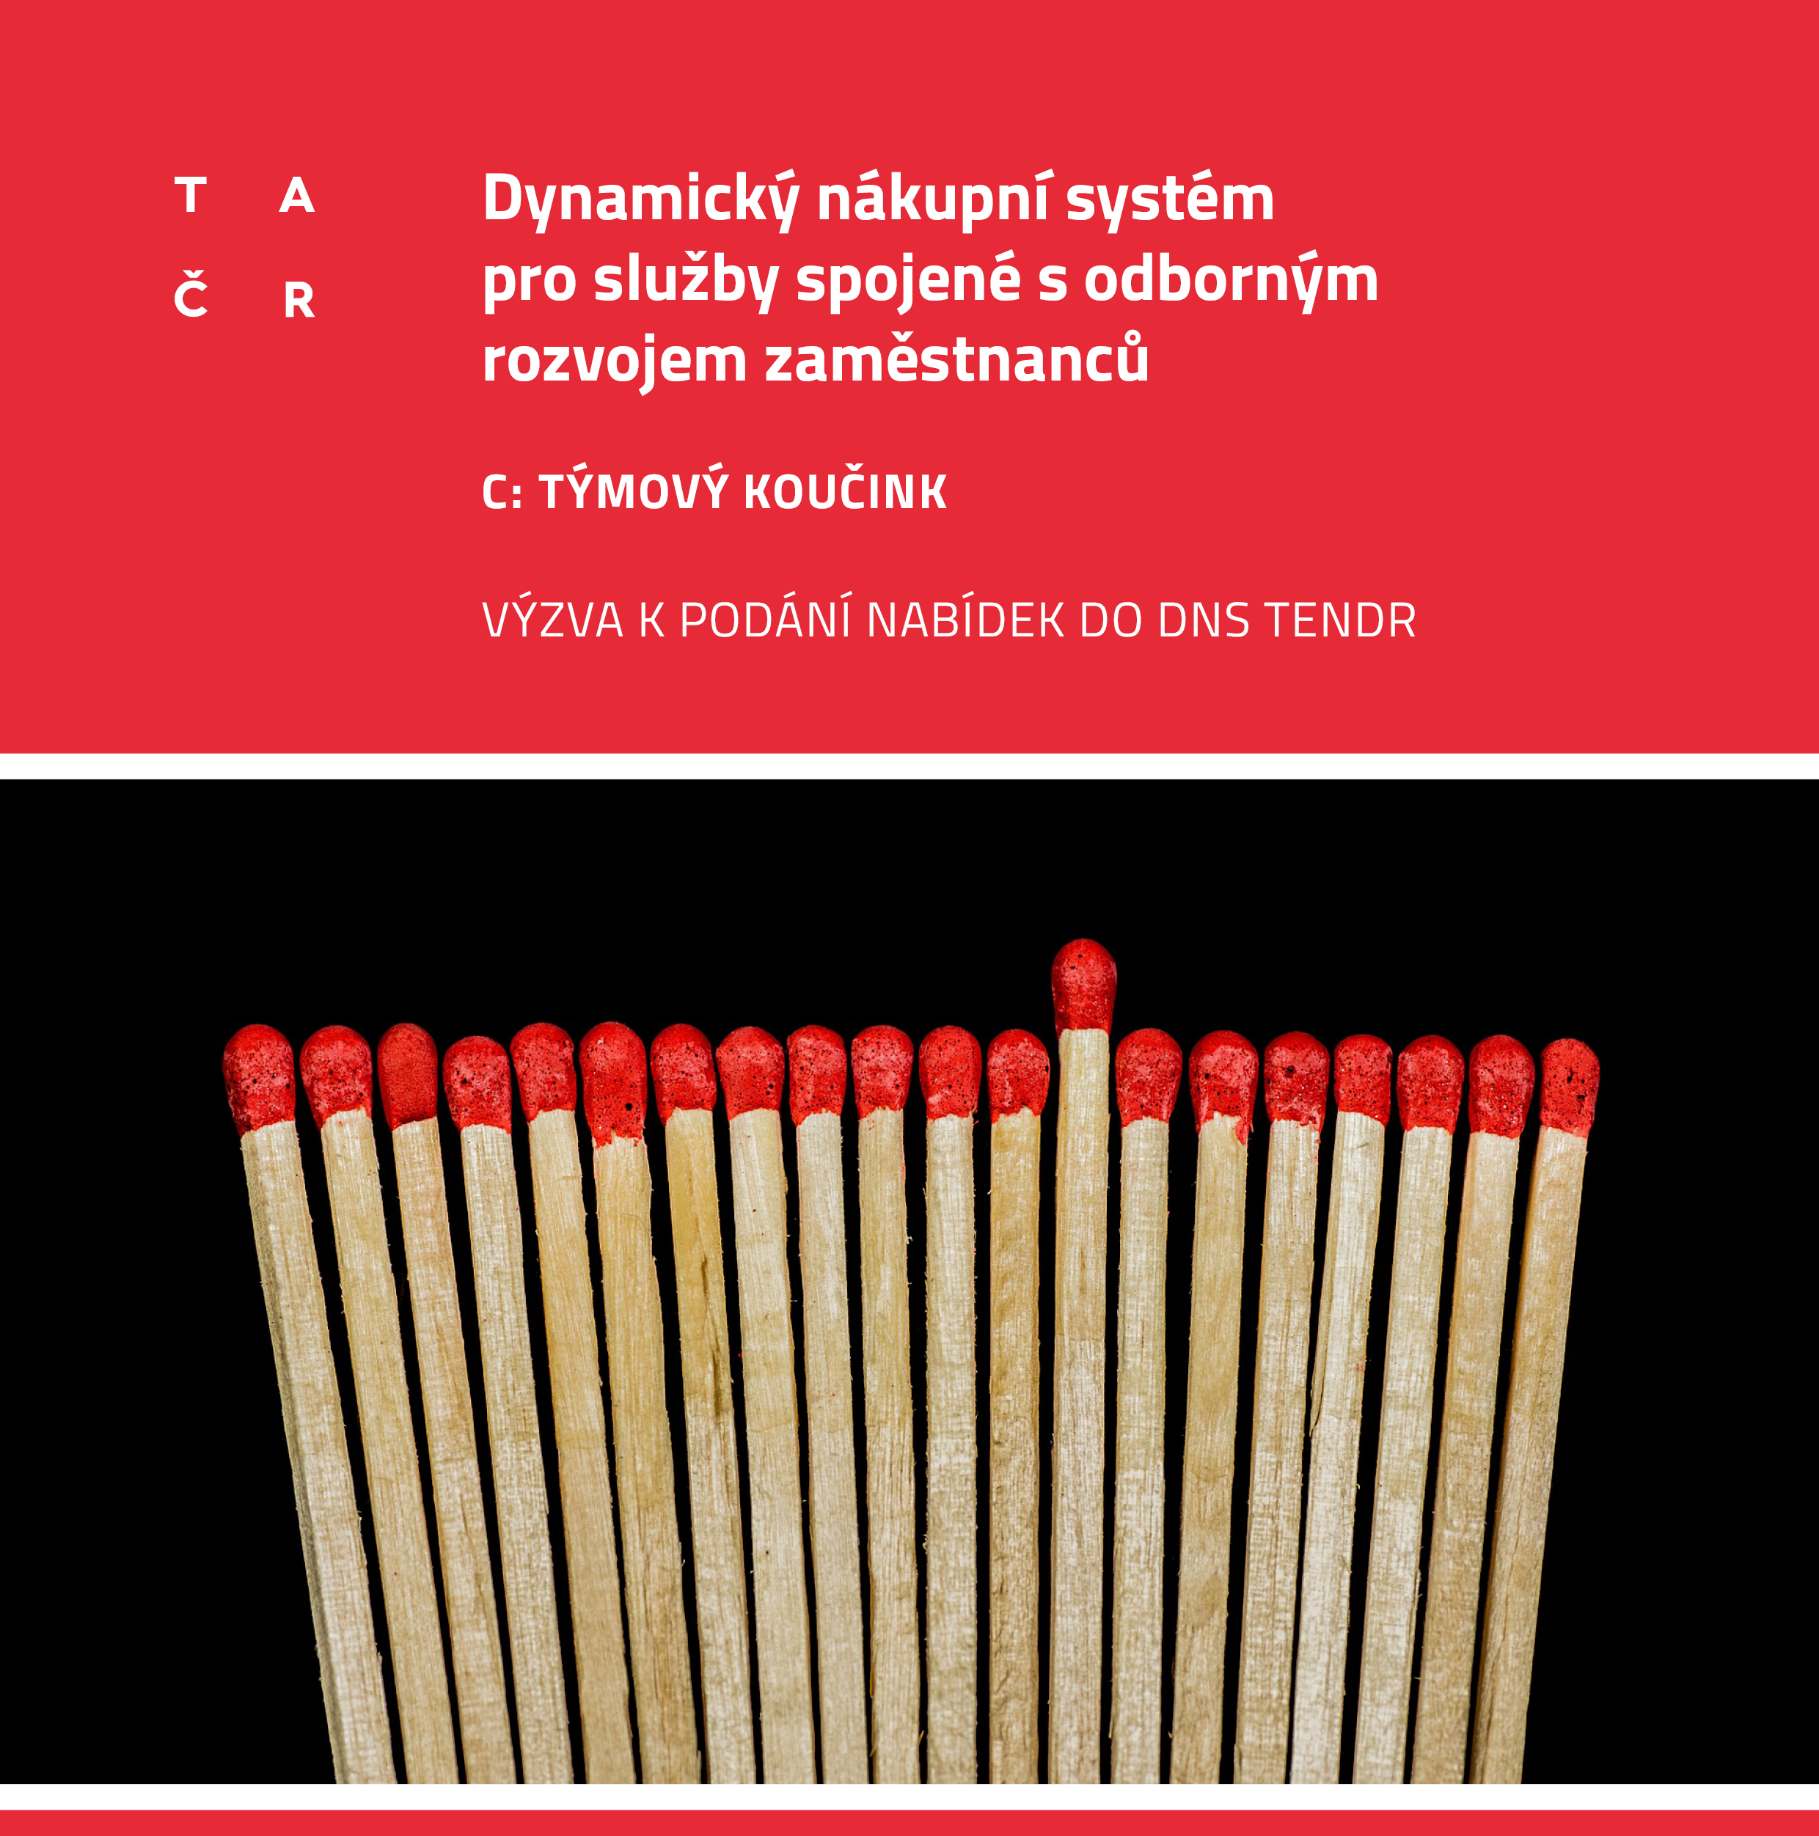 T A
Č R
Dynamický nákupní systém
pro služby spojené s odborným
rozvojem zaměstnanců
C: TÝMOVÝ KOUČINK
VÝZVA K PODÁNÍ NABÍDEK DO DNS TENDR